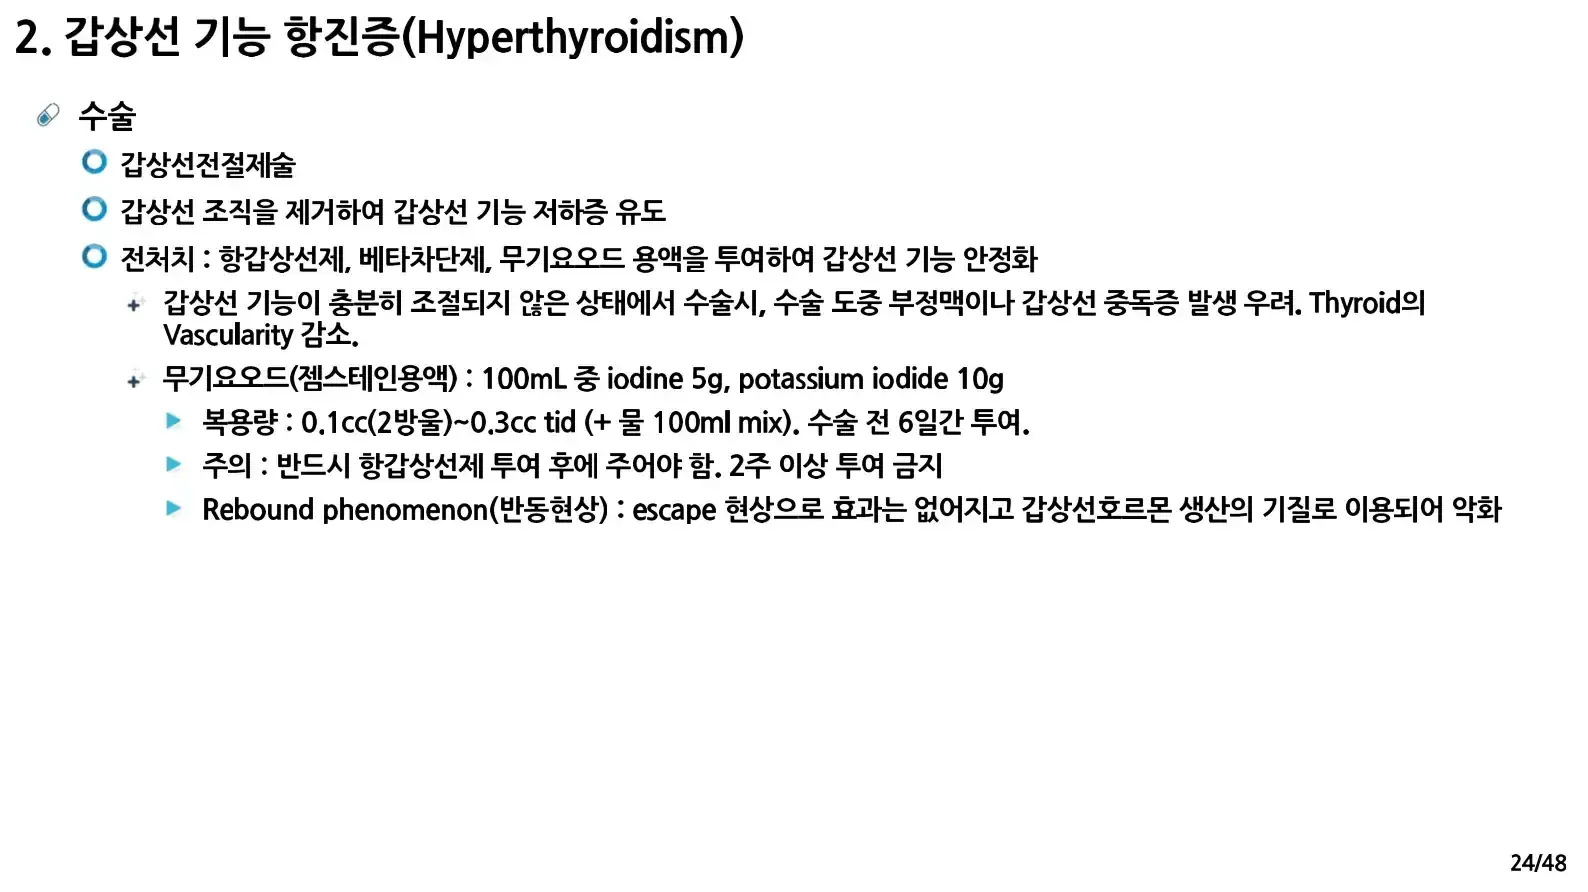 2. 갑상선 기능 항진증(Hyperthyroidism)
수술
갑상선전절제술
갑상선 조직을 제거하여 갑상선 기능 저하증 유도
전처치 : 항갑상선제, 베타차단제, 무기요오드 용액을 투여하여 갑상선 기능 안정화
갑상선 기능이 충분히 조절되지 않은 상태에서 수술시, 수술 도중 부정맥이나 갑상선 중독증 발생 우려. Thyroid의
Vascularity 감소.
무기요오드(젬스테인용액) : 100mL 중 iodine 5g, potassium iodide 10g
복용량 : 0.1cc(2방울)~0.3cc tid (+ 물 100ml mix). 수술 전 6일간 투여.
주의 : 반드시 항갑상선제 투여 후에 주어야 함. 2주 이상 투여 금지
Rebound phenomenon(반동현상) : escape 현상으로 효과는 없어지고 갑상선호르몬 생산의 기질로 이용되어 악화
24/48